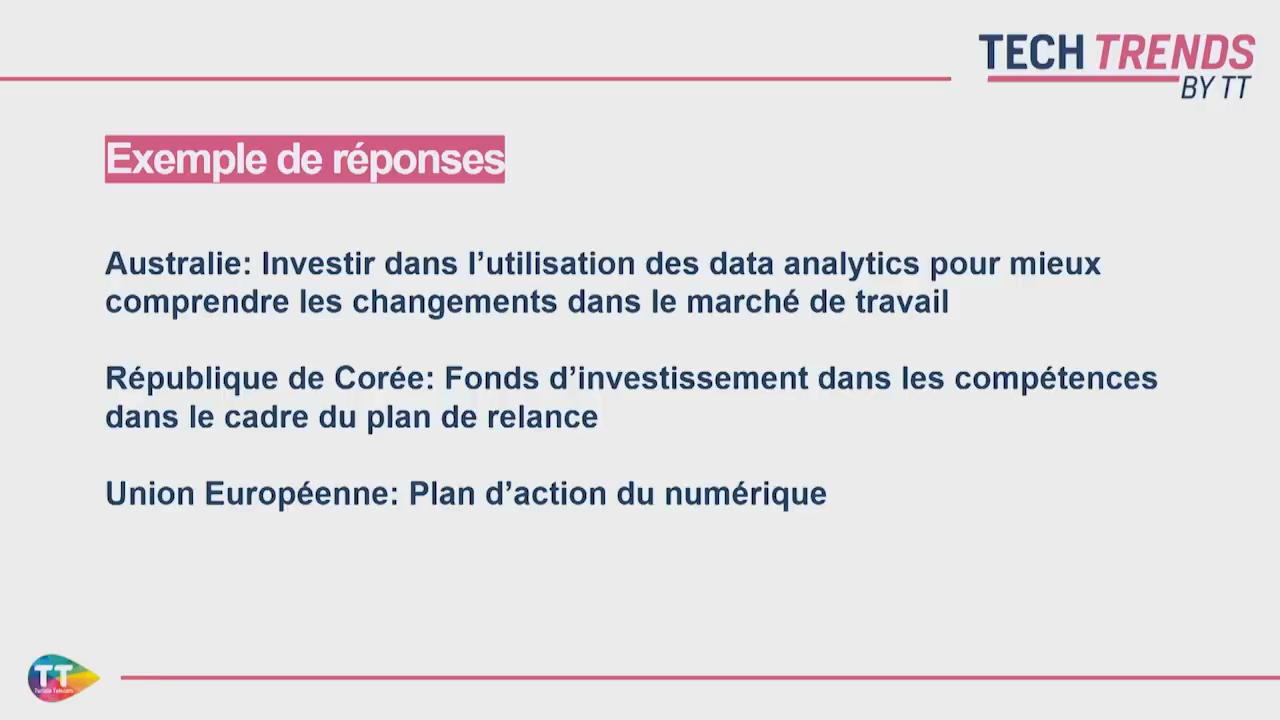 TECH TRENDS
BY TT
Exemple de réponses
Australie: Investir dans l’utilisation des data analytics pour mieux
comprendre les changements dans le marché de travail
République de Corée: Fonds d’investissement dans les compétences
dans le cadre du plan de relance
Union Européenne: Plan d’action du numérique
TT
Tunisie Telecom